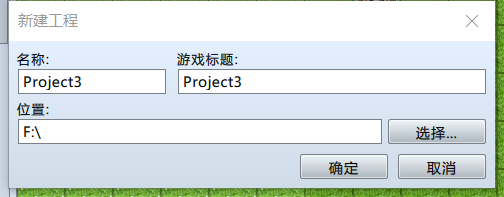 新建工程
名称: 游戏标题:
Project3 Project3
位置:
F:\ 选择...
确定 取消